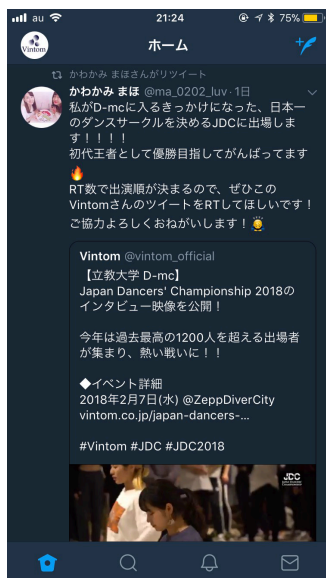 au 21:24 75%
Vintom
ホーム
かわかみ まほさんがリツイート
かわかみ まほ @ma_0202_luv・1日
私がD-mcに入るきっかけになった、日本一
のダンスサークルを決めるJDCに出場しま
す！！！！
初代王者として優勝目指してがんばってます
🔥
RT数で出演順が決まるので、ぜひこの
VintomさんのツイートをRTしてほしいです！
ご協力よろしくおねがいします！
Vintom @vintom_official
【立教大学 D-mc】
Japan Dancers' Championship 2018の
インタビュー映像を公開！
今年は過去最高の1200人を超える出場者
が集まり、熱い戦いに！！
◆イベント詳細
2018年2月7日(水) @ZeppDiverCity
vintom.co.jp/japan-dancers-...
#Vintom #JDC #JDC2018
JDC